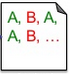 A, B, A,
A, B, ...